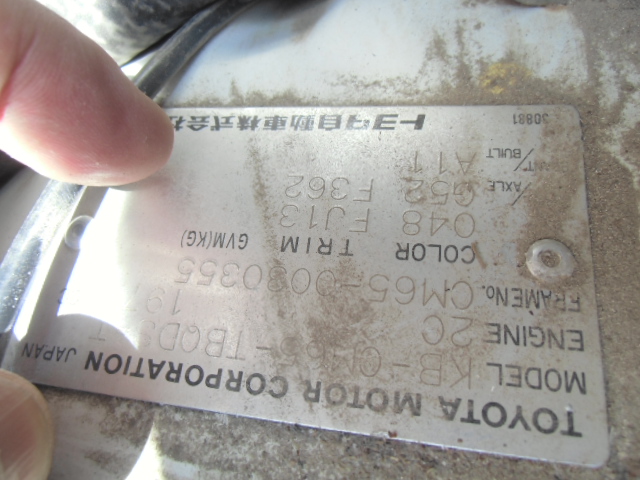 TOYOTA MOTOR CORPORATION JAPAN
MODEL KB-
ENGINE 2C
FRAME No. CM65-0030355
COLOR TRIM GVM(KG)
048 FJ13
/AXLE 052 F362
/BUILT A11
トヨタ自動車株式会社
30881